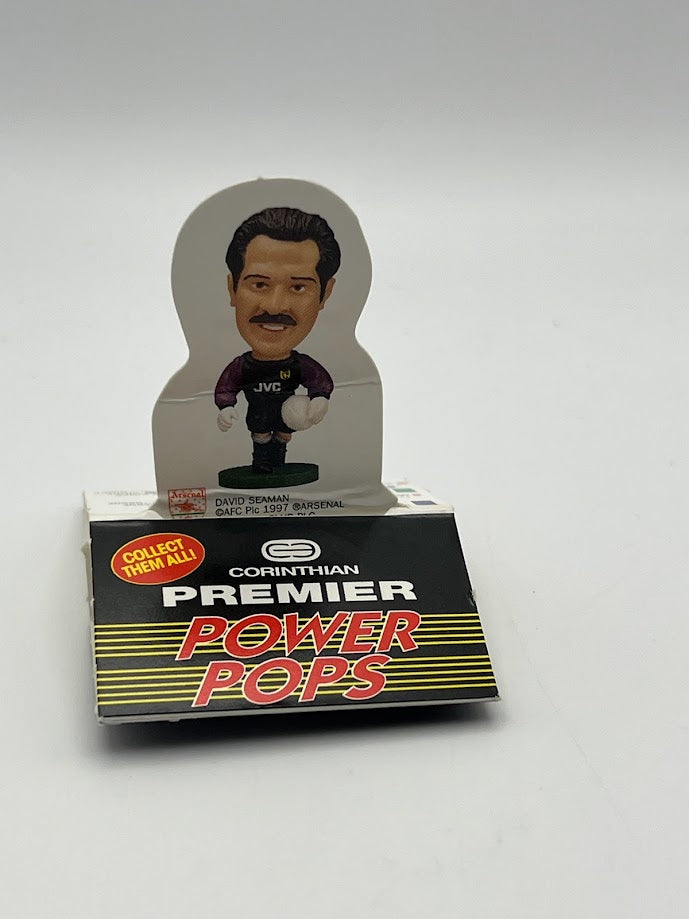 JVC
Arsenal
DAVID SEAMAN
©AFC Plc 1997 ®ARSENAL
COLLECT
THEM ALL!
CORINTHIAN
PREMIER
POWER
POPS